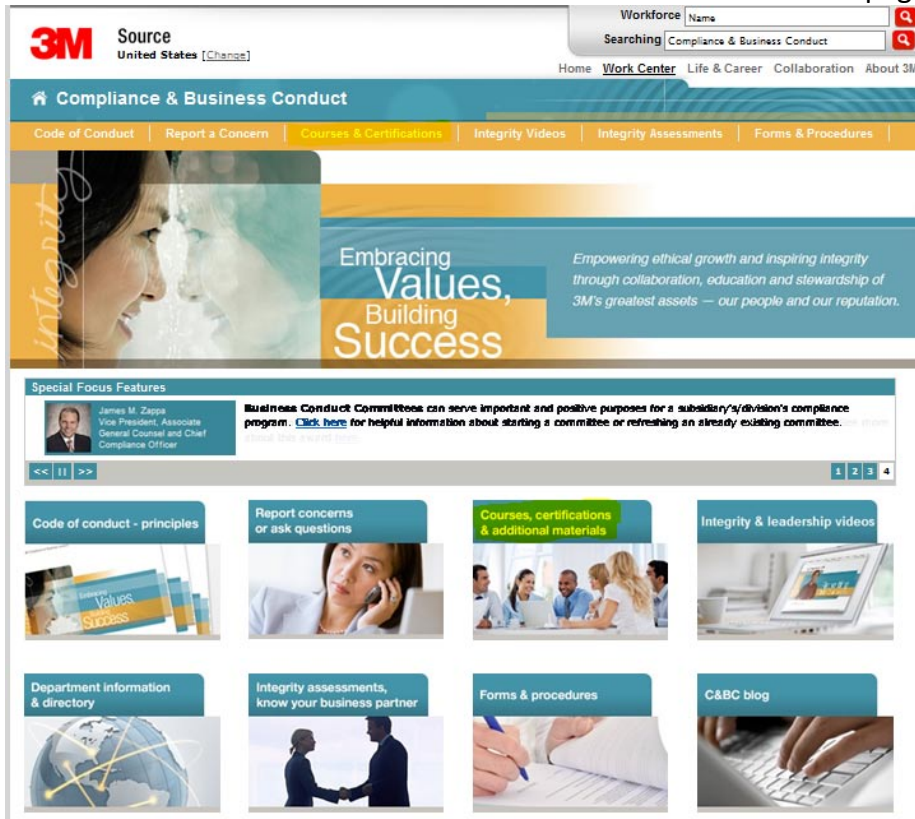 pag
Workforce Name
3M Source
Searching Compliance & Business Conduct
United States [Change]
Home Work Center Life & Career Collaboration About 3M
Compliance & Business Conduct
Code of Conduct Report a Concern Courses & Certifications Integrity Videos Integrity Assessments Forms & Procedures
integrity
Embracing
Values,
Building
Success
Empowering ethical growth and inspiring integrity
through collaboration, education and stewardship of
3M's greatest assets — our people and our reputation.
Special Focus Features
James M. Zappa
Vice President, Associate
General Counsel and Chief
Compliance Officer
Business Conduct Committees can serve important and positive purposes for a subsidiary's/division's compliance
program. Click here for helpful information about starting a committee or refreshing an already existing committee.
<< || >> 1 2 3 4
Code of conduct - principles
Report concerns
or ask questions
Courses, certifications
& additional materials
Integrity & leadership videos
Embracing
Values,
Building
Success
Department information
& directory
Integrity assessments,
know your business partner
Forms & procedures
C&BC blog